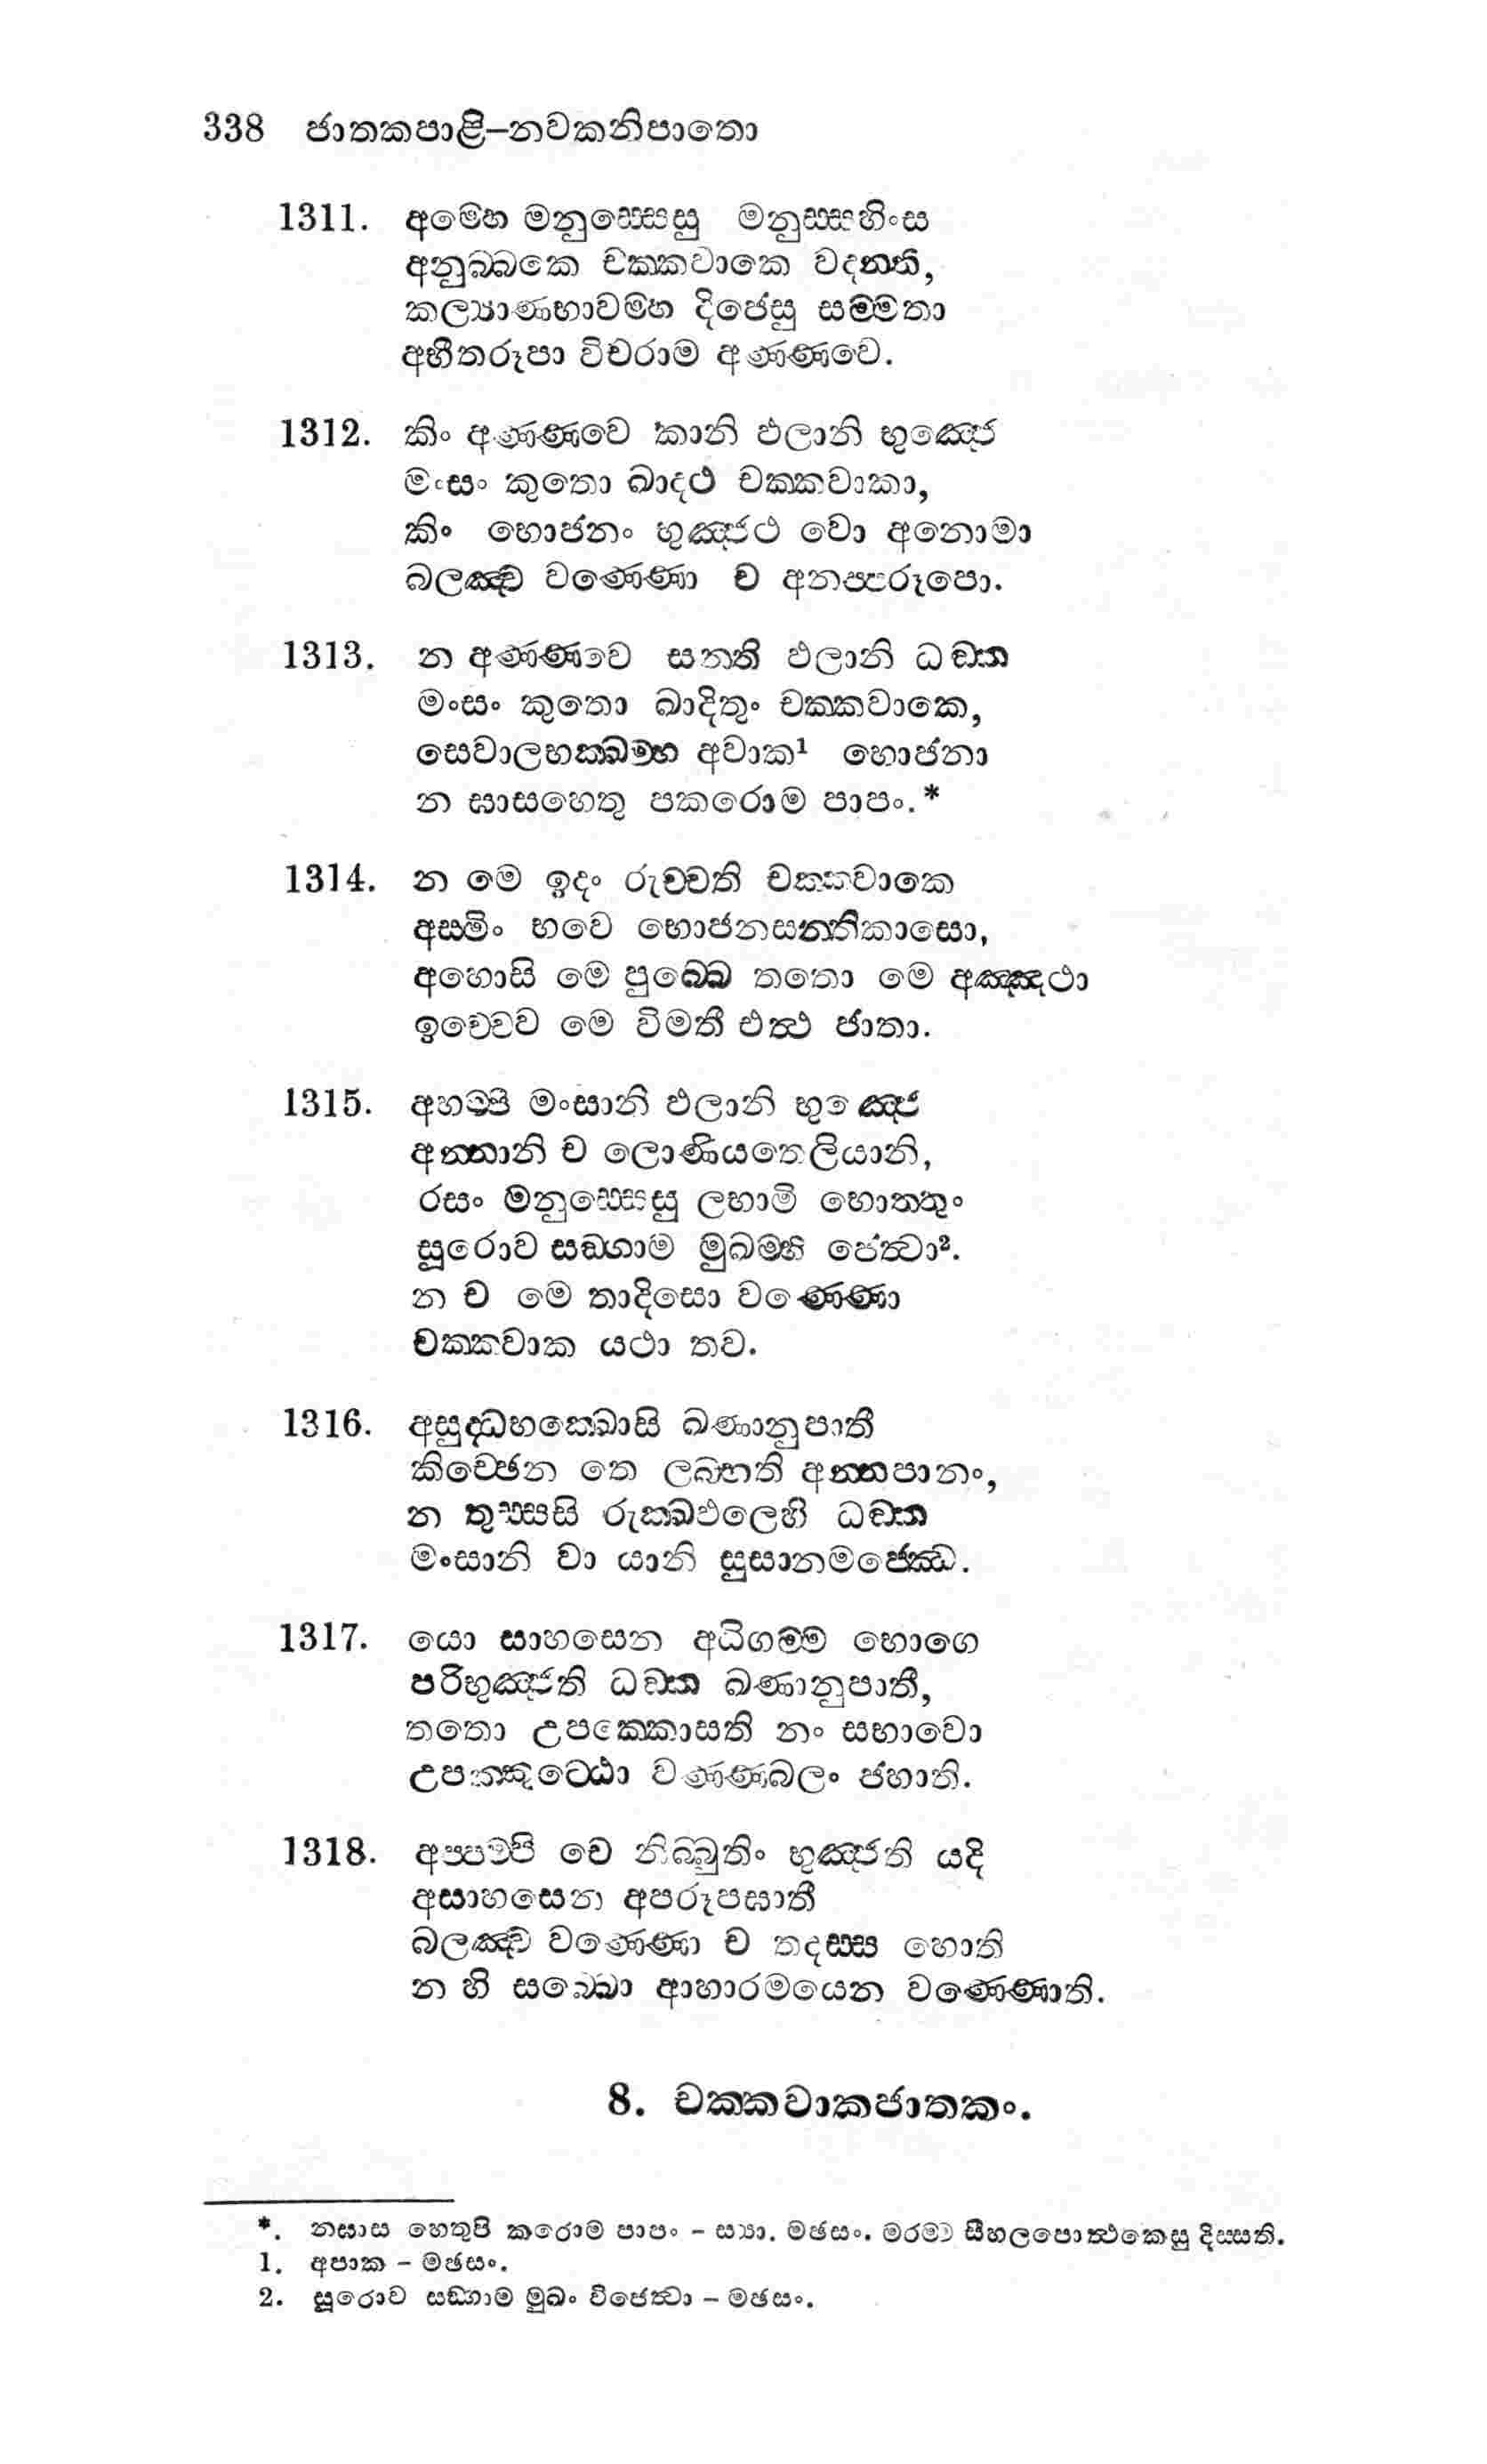 338 ජාතකපාළි–නවකනිපාතො
1311. අම්හෙ මනුස්සෙසු මනුස්සහිංස
අනුබ්බකෙ චක්කවාකෙ වදන්ති,
කල්‍යාණභාවම්හ දිජෙසු සම්මතා
අභීතරූපා විචරාම අණ්ණවෙ.
1312. කිං අණ්ණවෙ කානි ඵලානි භුඤ්ජෙ
මංසං කුතො ඛාදථ චක්කවාකා,
කිං භොජනං භුඤ්ජථ වො අනොමා
බලඤ්ච වණ්ණො ච අනප්පරූපො.
1313. න අණ්ණවෙ සන්ති ඵලානි ධඞ්ක
මංසං කුතො ඛාදිතුං චක්කවාකෙ,
සෙවාලභක්ඛම්හ අවාක¹ භොජනා
න ඝාසහෙතු පකරොම පාපං.*
1314. න මෙ ඉදං රුච්චති චක්කවාකෙ
අස්මිං භවෙ භොජනසන්තිකාසො,
අහොසි මෙ පුබ්බෙ තතො මෙ අඤ්ඤථා
ඉච්චෙව මෙ විමතී එත්ථ ජාතා.
1315. අහම්පි මංසානි ඵලානි භුඤ්ජෙ
අන්නානි ච ලොණියතෙලියානි,
රසං මනුස්සෙසු ලභාමි භොත්තුං
සූරොව සඞ්ගාම මුඛම්හි ජෙත්වා².
න ච මෙ තාදිසො වණ්ණො
චක්කවාක යථා තව.
1316. අසුද්ධභක්ඛොසි ඛණානුපාතී
කිච්ඡෙන තෙ ලබ්භති අන්නපානං,
න තුස්සසි රුක්ඛඵලෙහි ධඞ්ක
මංසානි වා යානි සුසානමජ්ඣෙ.
1317. යො සාහසෙන අධිගම්ම භොගෙ
පරිභුඤ්ජති ධඞ්ක ඛණානුපාතී,
තතො උපක්කොසති නං සභාවො
උපක්කුට්ඨො වණ්ණබලං ජහාති.
1318. අප්පම්පි චෙ නිබ්බුතිං භුඤ්ජති යදි
අසාහසෙන අපරූපඝාතී
බලඤ්ච වණ්ණො ච තදස්ස හොති
න හි සබ්බො ආහාරමයෙන වණ්ණොති.
8. චක්කවාකජාතකං.
*. නඝාස හෙතුපි කරොම පාපං – ස්‍යා. මඡසං. මරම්ම සීහලපොත්ථකෙසු දිස්සති.
1. අපාක – මඡසං.
2. සූරොව සඞ්ගාම මුඛං විජෙත්වා – මඡසං.